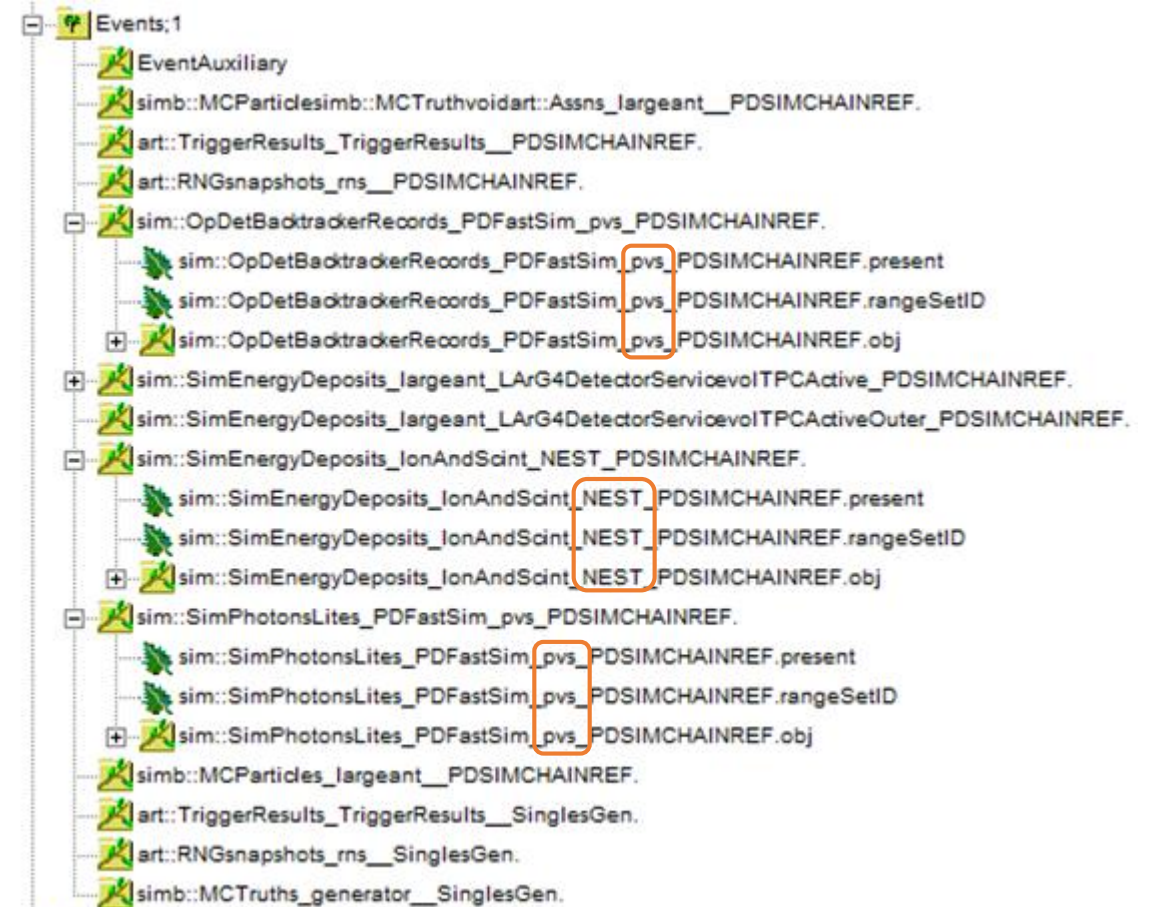 Events;1
EventAuxiliary
simb::MCParticlesimb::MCTruthvoidart::Assns_largeant__PDSIMCHAINREF.
art::TriggerResults_TriggerResults__PDSIMCHAINREF.
art::RNGsnapshots_rns__PDSIMCHAINREF.
sim::OpDetBacktrackerRecords_PDFastSim_pvs_PDSIMCHAINREF.
sim::OpDetBacktrackerRecords_PDFastSim_pvs_PDSIMCHAINREF.present
sim::OpDetBacktrackerRecords_PDFastSim_pvs_PDSIMCHAINREF.rangeSetID
sim::OpDetBacktrackerRecords_PDFastSim_pvs_PDSIMCHAINREF.obj
sim::SimEnergyDeposits_largeant_LArG4DetectorServicevolTPCActive_PDSIMCHAINREF.
sim::SimEnergyDeposits_largeant_LArG4DetectorServicevolTPCActiveOuter_PDSIMCHAINREF.
sim::SimEnergyDeposits_IonAndScint_NEST_PDSIMCHAINREF.
sim::SimEnergyDeposits_IonAndScint_NEST_PDSIMCHAINREF.present
sim::SimEnergyDeposits_IonAndScint_NEST_PDSIMCHAINREF.rangeSetID
sim::SimEnergyDeposits_IonAndScint_NEST_PDSIMCHAINREF.obj
sim::SimPhotonsLites_PDFastSim_pvs_PDSIMCHAINREF.
sim::SimPhotonsLites_PDFastSim_pvs_PDSIMCHAINREF.present
sim::SimPhotonsLites_PDFastSim_pvs_PDSIMCHAINREF.rangeSetID
sim::SimPhotonsLites_PDFastSim_pvs_PDSIMCHAINREF.obj
simb::MCParticles_largeant__PDSIMCHAINREF.
art::TriggerResults_TriggerResults__SinglesGen.
art::RNGsnapshots_rns__SinglesGen.
simb::MCTruths_generator__SinglesGen.